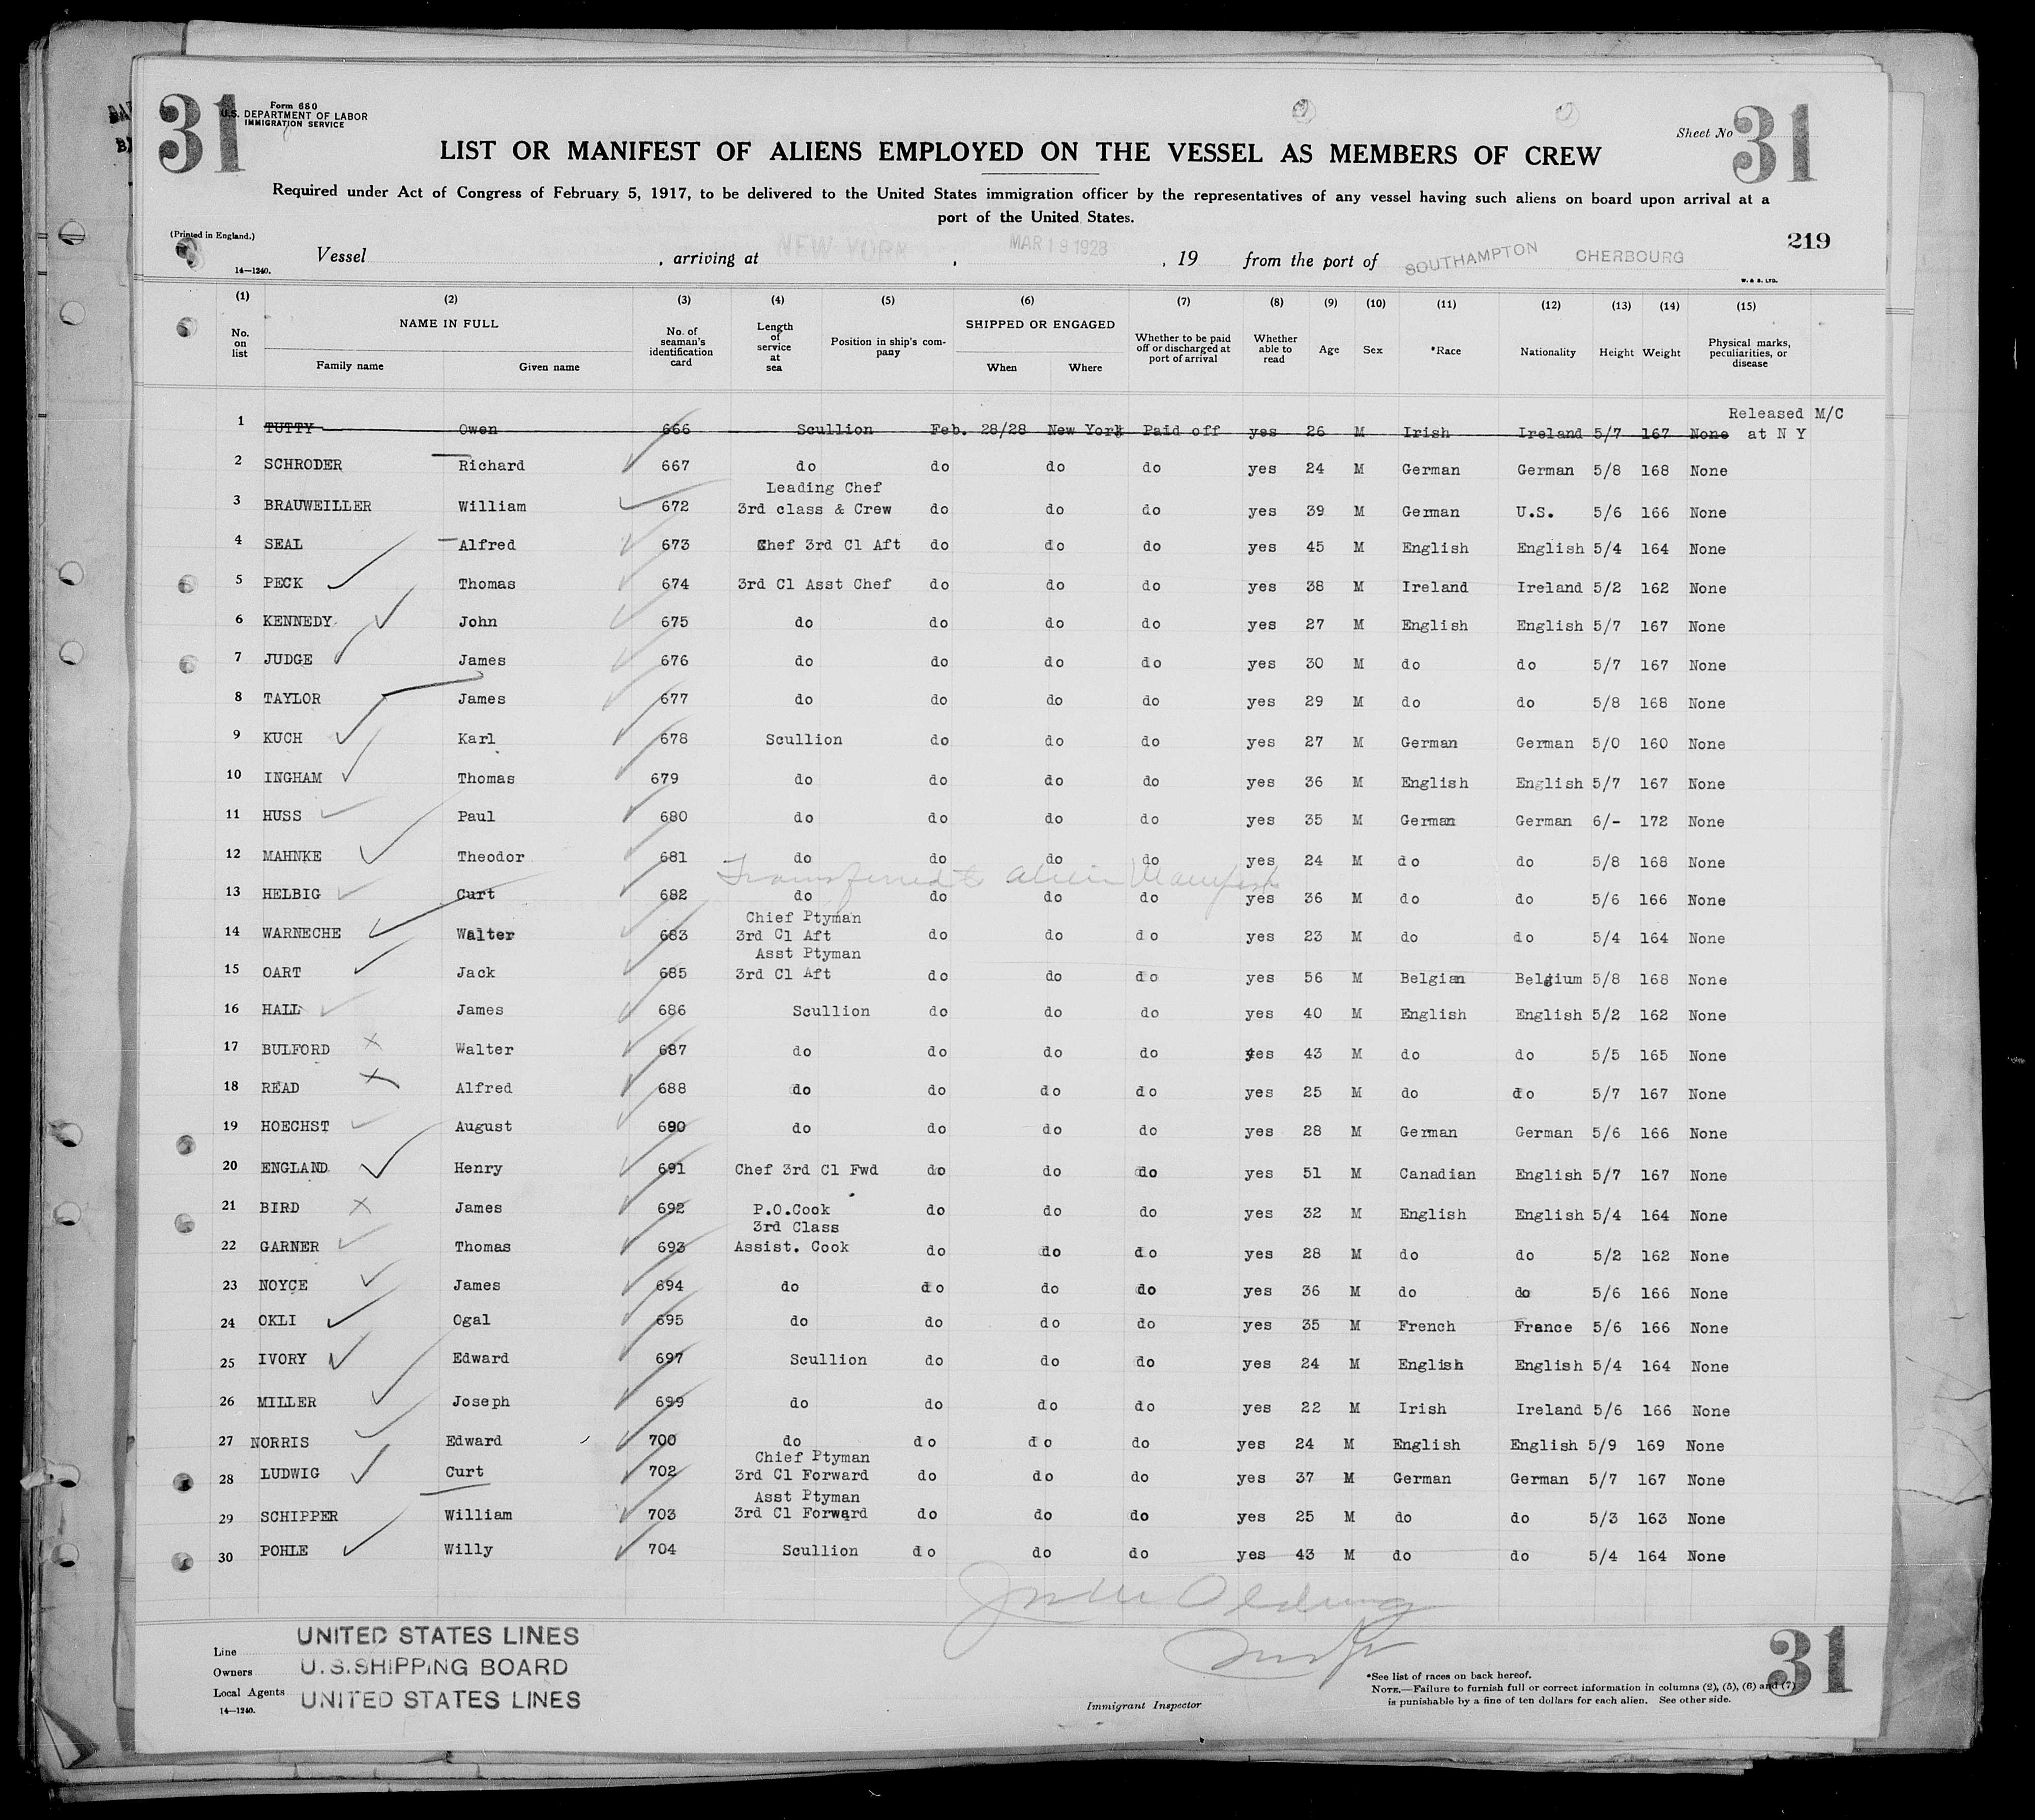 31
Form 680
U.S. DEPARTMENT OF LABOR
IMMIGRATION SERVICE
Sheet No 31
LIST OR MANIFEST OF ALIENS EMPLOYED ON THE VESSEL AS MEMBERS OF CREW
Required under Act of Congress of February 5, 1917, to be delivered to the United States immigration officer by the representatives of any vessel having such aliens on board upon arrival at a
port of the United States.
(Printed in England.)
219
Vessel , arriving at NEW YORK , MAR 19 1928 , 19 from the port of SOUTHAMPTON CHERBOURG
14—1240.
W. & S. LTD.
(1) (2) (3) (4) (5) (6) (7) (8) (9) (10) (11) (12) (13) (14) (15)
No. on list NAME IN FULL Family name Given name No. of seaman's identification card Length of service at sea Position in ship's company SHIPPED OR ENGAGED When Where Whether to be paid off or discharged at port of arrival Whether able to read Age Sex *Race Nationality Height Weight Physical marks, peculiarities, or disease
Released M/C
1 TUTTY Owen 666 Scullion Feb. 28/28 New York Paid off yes 26 M Irish Ireland 5/7 167 None at N Y
2 SCHRODER Richard 667 do do do do yes 24 M German German 5/8 168 None
Leading Chef
3 BRAUWEILLER William 672 3rd class & Crew do do do yes 39 M German U.S. 5/6 166 None
4 SEAL Alfred 673 Chef 3rd Cl Aft do do do yes 45 M English English 5/4 164 None
5 PECK Thomas 674 3rd Cl Asst Chef do do do yes 38 M Ireland Ireland 5/2 162 None
6 KENNEDY John 675 do do do do yes 27 M English English 5/7 167 None
7 JUDGE James 676 do do do do yes 30 M do do 5/7 167 None
8 TAYLOR James 677 do do do do yes 29 M do do 5/8 168 None
9 KUCH Karl 678 Scullion do do do yes 27 M German German 5/0 160 None
10 INGHAM Thomas 679 do do do do yes 36 M English English 5/7 167 None
11 HUSS Paul 680 do do do do yes 35 M German German 6/- 172 None
12 MAHNKE Theodor 681 do do do do yes 24 M do do 5/8 168 None
Transferred to Alien Manifest
13 HELBIG Curt 682 do do do do yes 36 M do do 5/6 166 None
Chief Ptyman
14 WARNECHE Walter 683 3rd Cl Aft do do do yes 23 M do do 5/4 164 None
Asst Ptyman
15 OART Jack 685 3rd Cl Aft do do do yes 56 M Belgian Belgium 5/8 168 None
16 HALL James 686 Scullion do do do yes 40 M English English 5/2 162 None
17 BULFORD Walter 687 do do do do yes 43 M do do 5/5 165 None
18 READ Alfred 688 do do do do yes 25 M do do 5/7 167 None
19 HOECHST August 690 do do do do yes 28 M German German 5/6 166 None
20 ENGLAND Henry 691 Chef 3rd Cl Fwd do do do yes 51 M Canadian English 5/7 167 None
21 BIRD James 692 P.O.Cook do do do yes 32 M English English 5/4 164 None
3rd Class
22 GARNER Thomas 693 Assist. Cook do do do yes 28 M do do 5/2 162 None
23 NOYCE James 694 do do do do yes 36 M do do 5/6 166 None
24 OKLI Ogal 695 do do do do yes 35 M French France 5/6 166 None
25 IVORY Edward 697 Scullion do do do yes 24 M English English 5/4 164 None
26 MILLER Joseph 699 do do do do yes 22 M Irish Ireland 5/6 166 None
27 NORRIS Edward 700 do do do do yes 24 M English English 5/9 169 None
Chief Ptyman
28 LUDWIG Curt 702 3rd Cl Forward do do do yes 37 M German German 5/7 167 None
Asst Ptyman
29 SCHIPPER William 703 3rd Cl Forward do do do yes 25 M do do 5/3 163 None
30 POHLE Willy 704 Scullion do do do yes 43 M do do 5/4 164 None
Line UNITED STATES LINES
Owners U.S. SHIPPING BOARD
Local Agents UNITED STATES LINES
14—1240.
Immigrant Inspector
*See list of races on back hereof.
NOTE.—Failure to furnish full or correct information in columns (2), (5), (6) and (7)
is punishable by a fine of ten dollars for each alien. See other side.
31